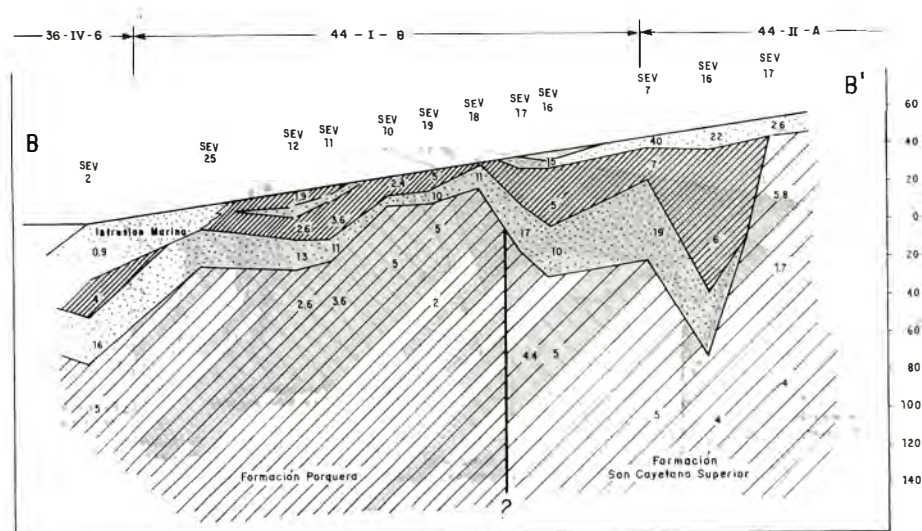 36-IV-6
44-I-8
44-II-A
B
B'
SEV 2
SEV 25
SEV 12
SEV 11
SEV 10
SEV 19
SEV 18
SEV 17
SEV 16
SEV 7
SEV 16
SEV 17
60
40
20
0
20
40
60
80
100
120
140
Intrusion Marina
0.9
4
16
5
1.9
2.6
3.6
13
11
2.6
3.6
2.4
5
10
11
5
5
2
15
5
17
10
4.4
5
40
7
19
22
6
2.6
5.8
1.7
5
4
4
Formación Porquera
Formación
San Cayetano Superior
?